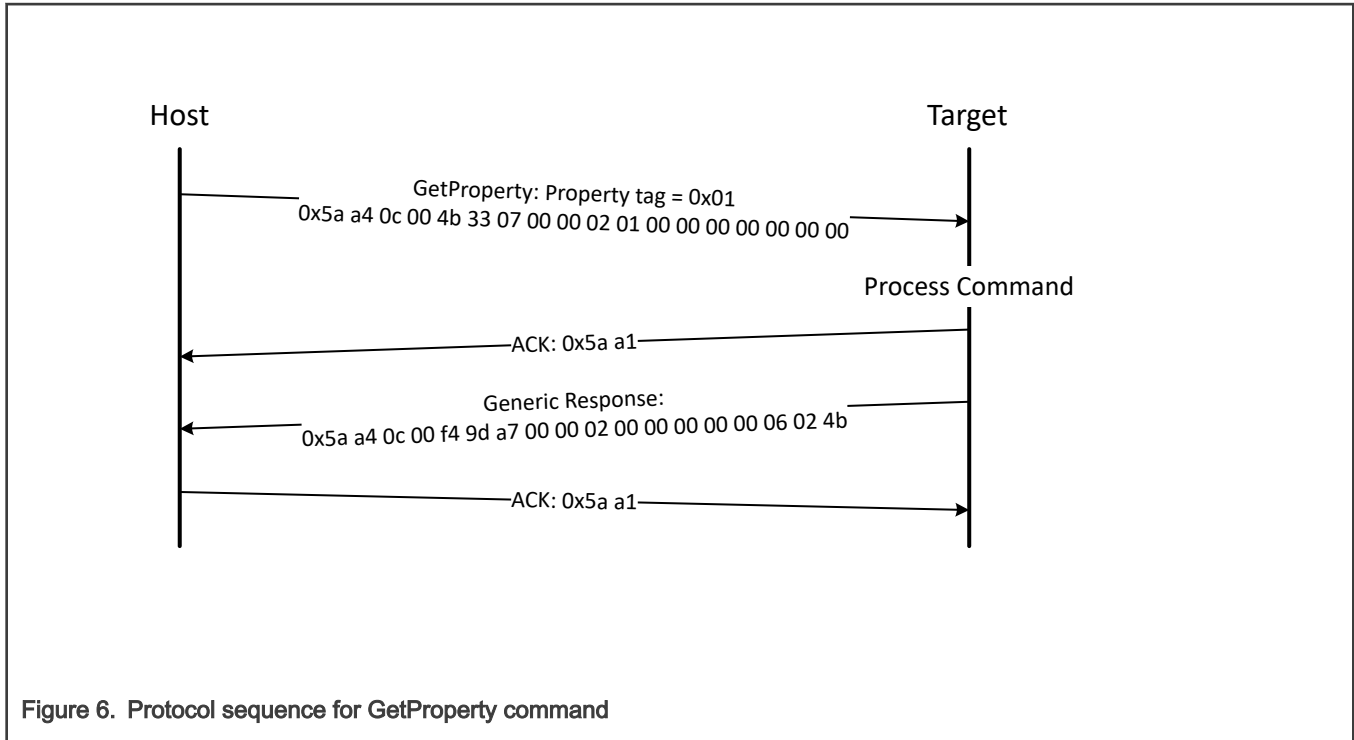 Host
Target
GetProperty: Property tag = 0x01
0x5a a4 0c 00 4b 33 07 00 00 02 01 00 00 00 00 00 00 00
Process Command
ACK: 0x5a a1
Generic Response:
0x5a a4 0c 00 f4 9d a7 00 00 02 00 00 00 00 00 06 02 4b
ACK: 0x5a a1
Figure 6. Protocol sequence for GetProperty command